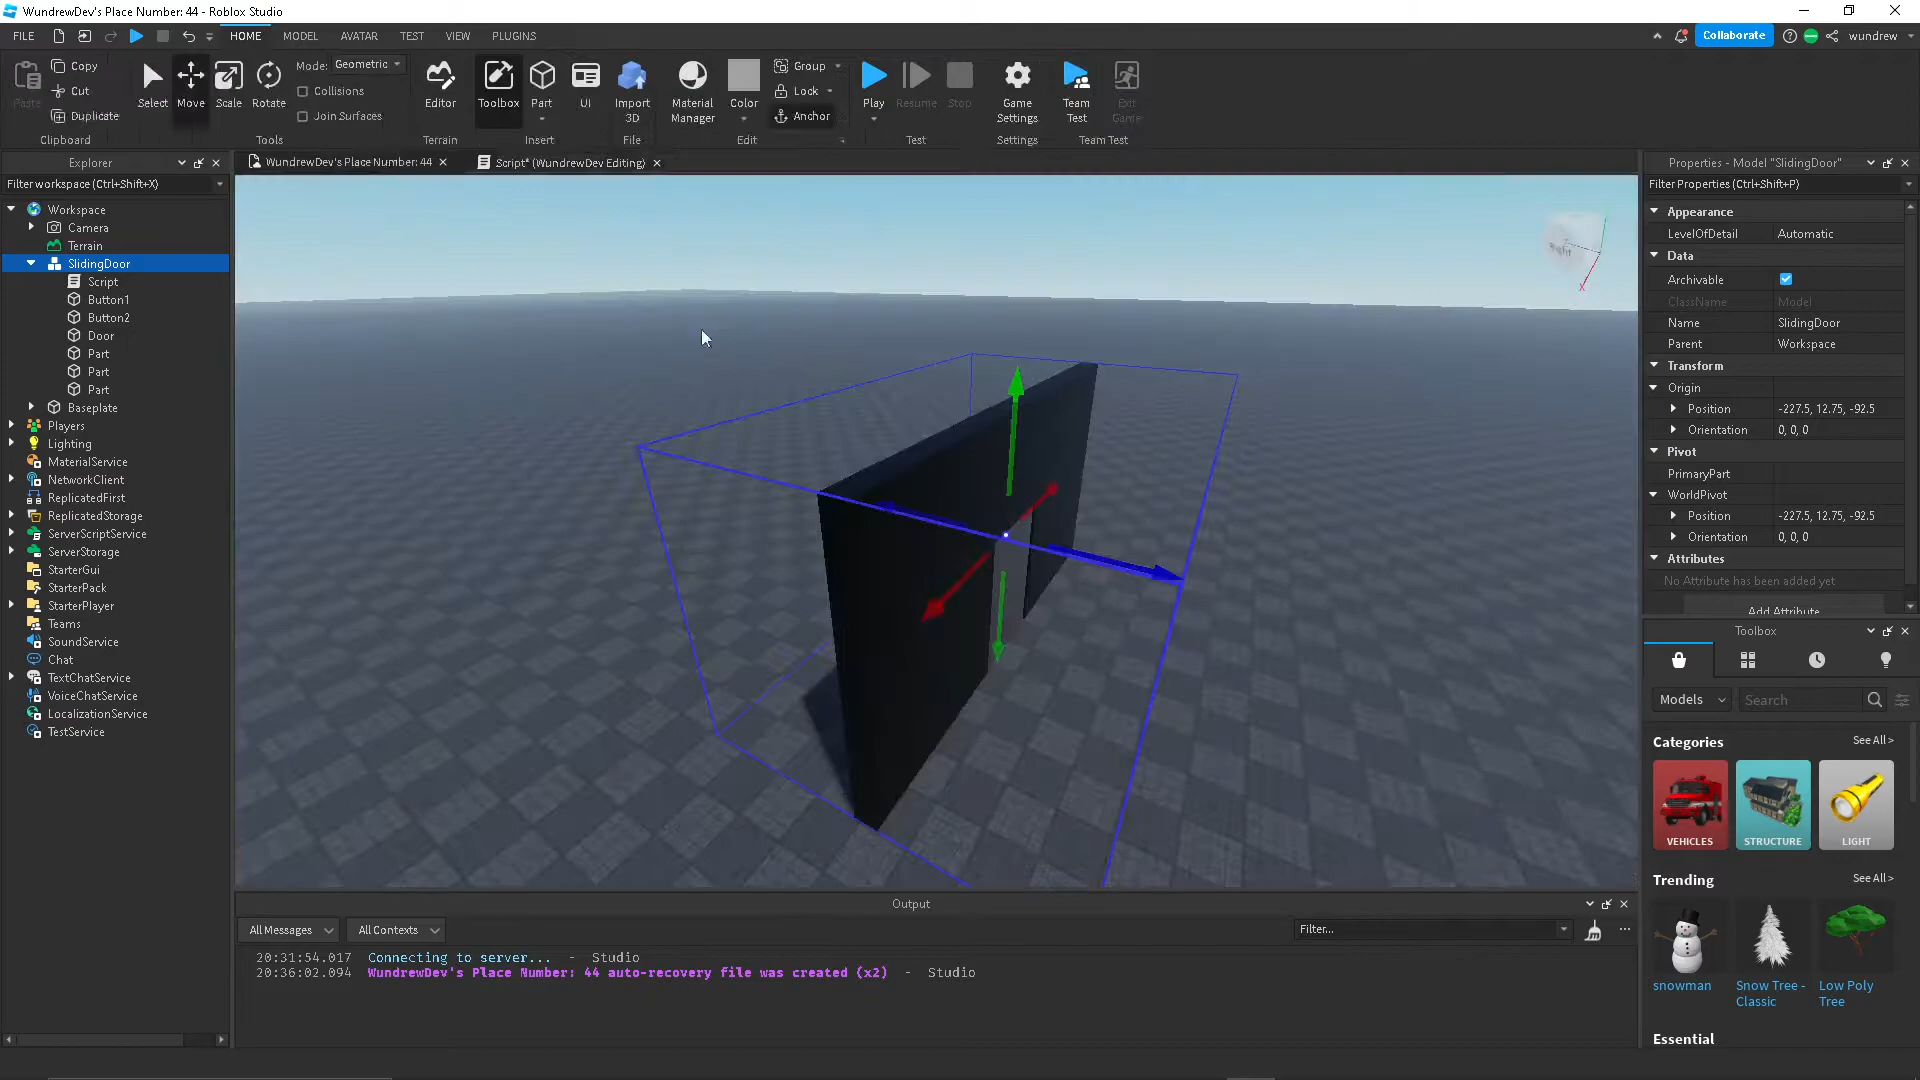 WundrewDev's Place Number: 44 - Roblox Studio
FILE HOME MODEL AVATAR TEST VIEW PLUGINS Collaborate wundrew
Paste Copy Cut Duplicate Clipboard
Select Move Scale Rotate Mode: Geometric Collisions Join Surfaces Tools
Editor Terrain
Toolbox Part UI Insert
Import 3D File
Material Manager Color Group Lock Anchor Edit
Play Resume Stop Test
Game Settings Settings
Team Test Exit Game Team Test
Explorer
Filter workspace (Ctrl+Shift+X)
Workspace
Camera
Terrain
SlidingDoor
Script
Button1
Button2
Door
Part
Part
Part
Baseplate
Players
Lighting
MaterialService
NetworkClient
ReplicatedFirst
ReplicatedStorage
ServerScriptService
ServerStorage
StarterGui
StarterPack
StarterPlayer
Teams
SoundService
Chat
TextChatService
VoiceChatService
LocalizationService
TestService
WundrewDev's Place Number: 44 Script* (WundrewDev Editing)
Right
X
Output
All Messages All Contexts Filter...
20:31:54.017 Connecting to server... - Studio
20:36:02.094 WundrewDev's Place Number: 44 auto-recovery file was created (x2) - Studio
Properties - Model "SlidingDoor"
Filter Properties (Ctrl+Shift+P)
Appearance
LevelOfDetail Automatic
Data
Archivable
ClassName Model
Name SlidingDoor
Parent Workspace
Transform
Origin
Position -227.5, 12.75, -92.5
Orientation 0, 0, 0
Pivot
PrimaryPart
WorldPivot
Position -227.5, 12.75, -92.5
Orientation 0, 0, 0
Attributes
No Attribute has been added yet
Add Attribute
Toolbox
Models Search
Categories See All >
VEHICLES STRUCTURE LIGHT
Trending See All >
snowman Snow Tree - Classic Low Poly Tree
Essential